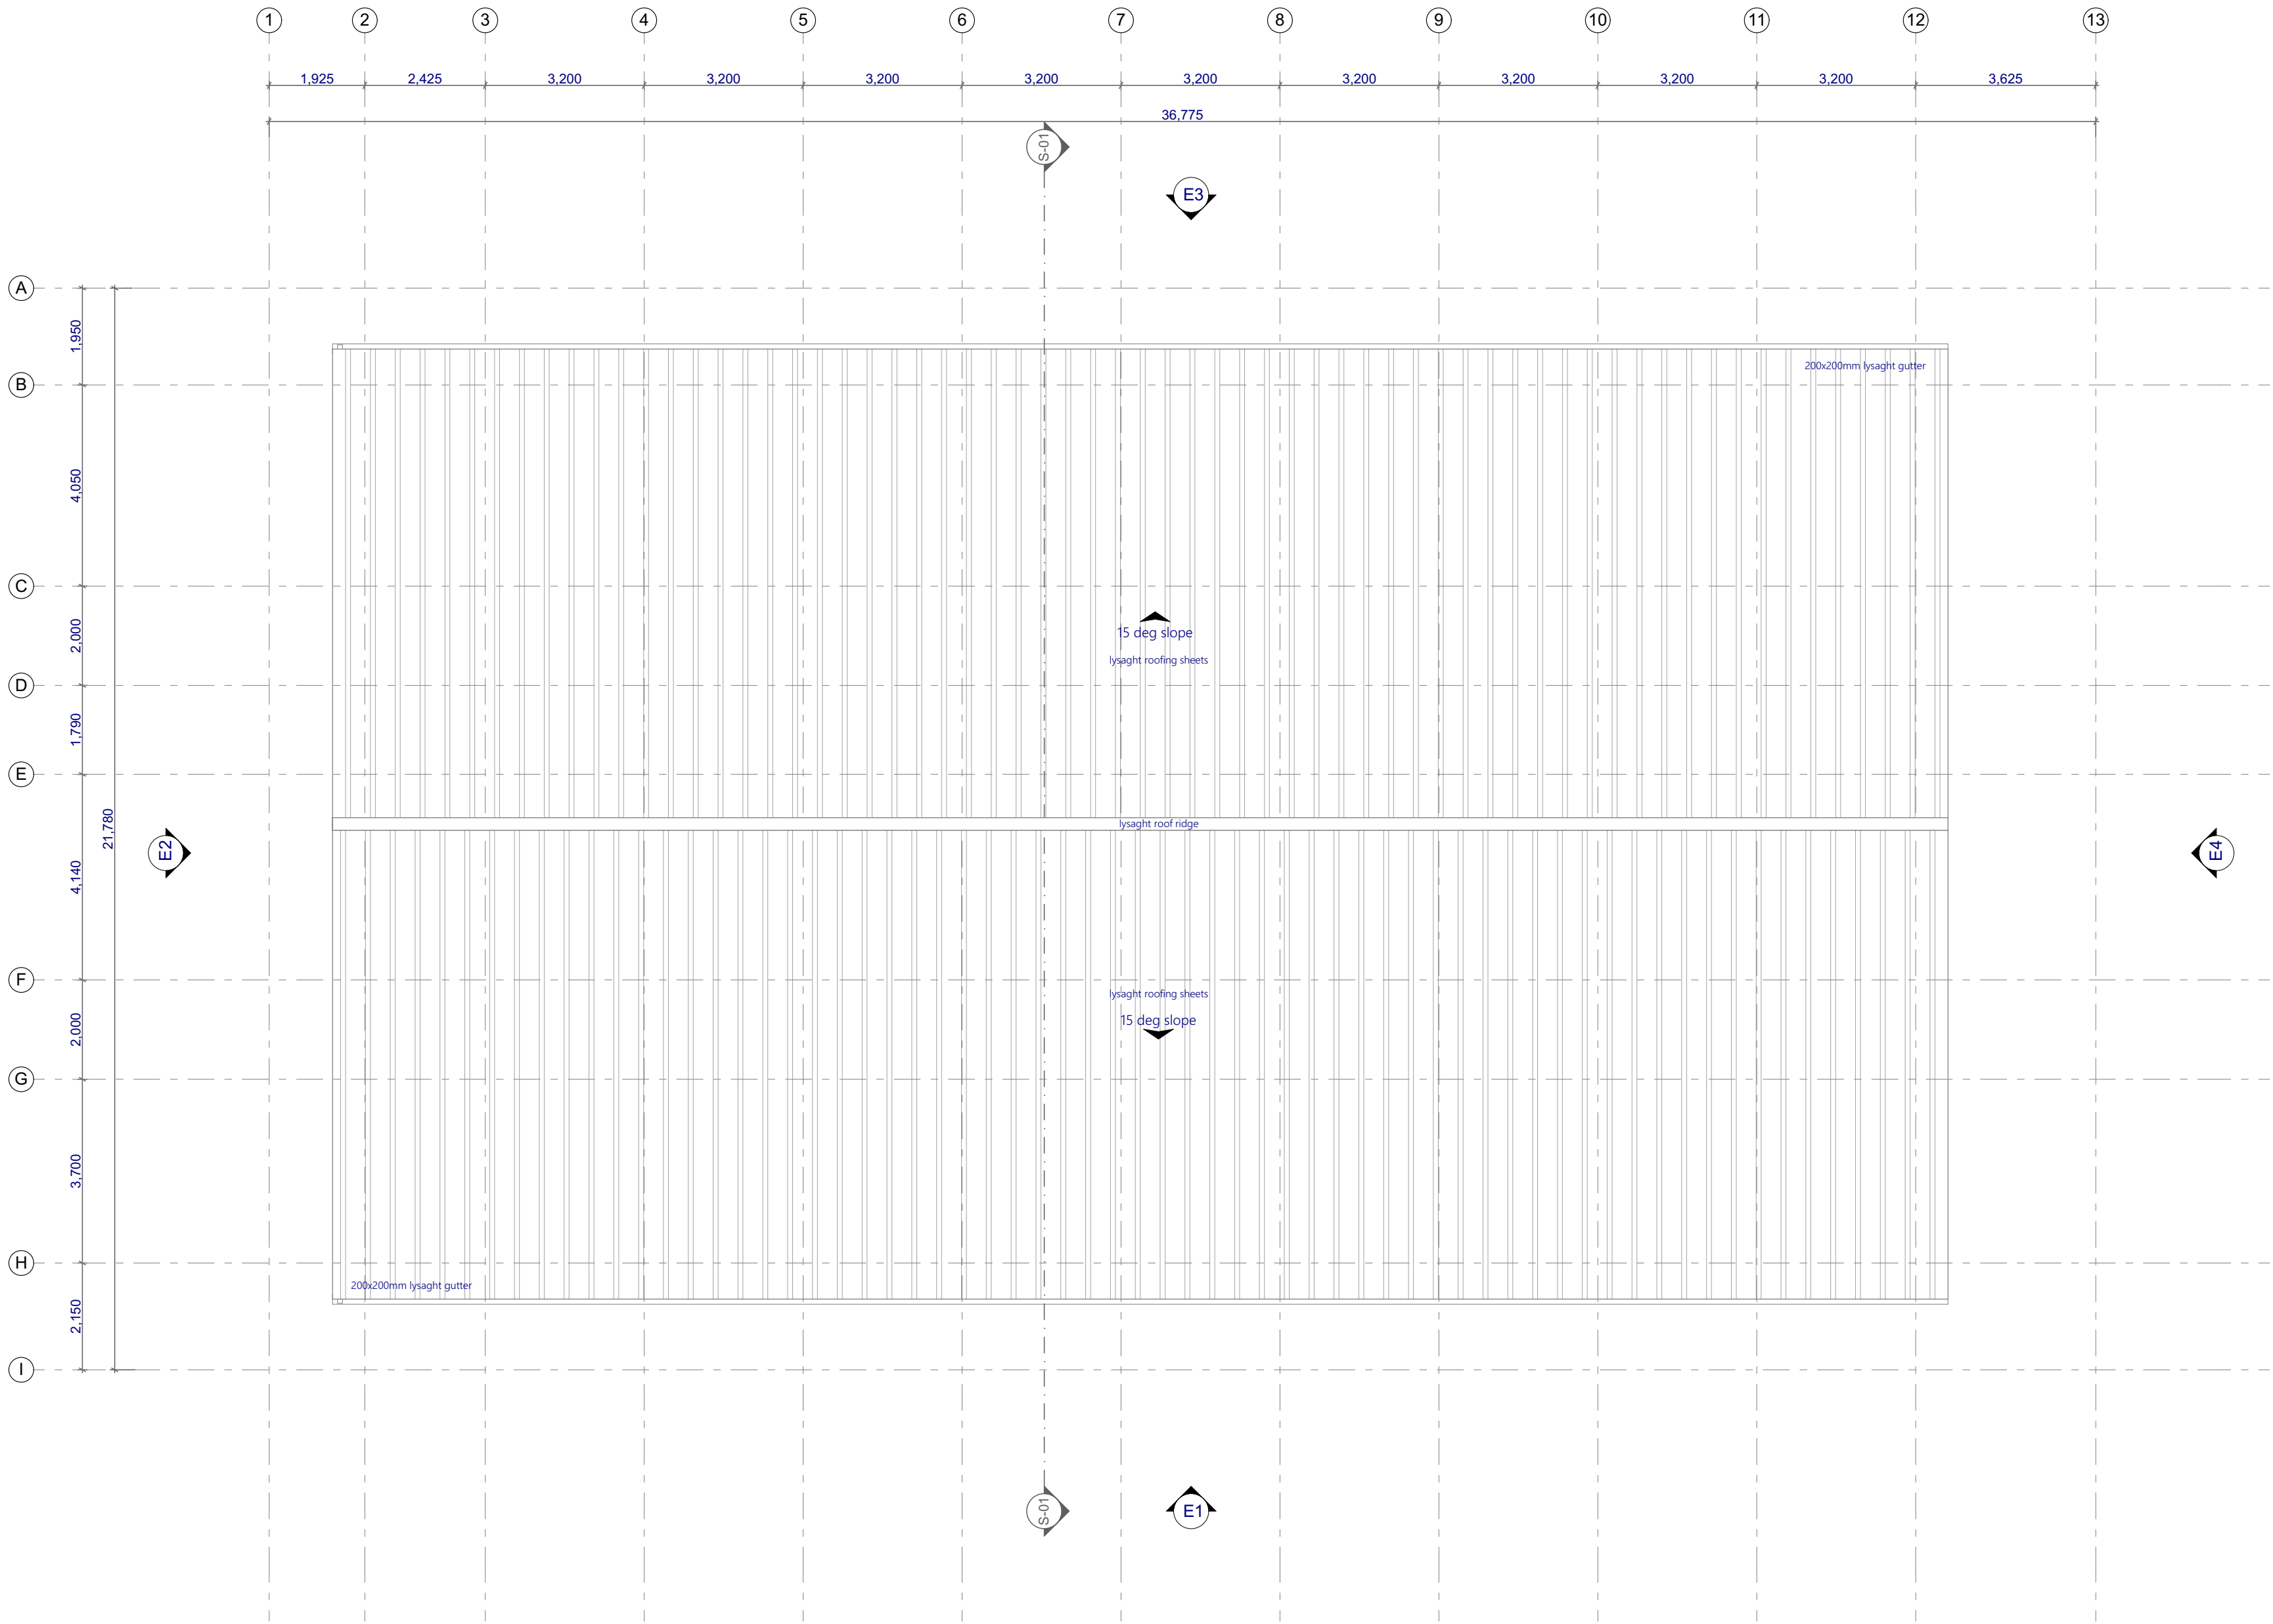 1 2 3 4 5 6 7 8 9 10 11 12 13
1,925 2,425 3,200 3,200 3,200 3,200 3,200 3,200 3,200 3,200 3,200 3,625
36,775
S-01
E3
A
1,950
B
200x200mm lysaght gutter
4,050
C
2,000
15 deg slope
lysaght roofing sheets
D
1,790
E
21,780
lysaght roof ridge
E2
E4
4,140
F
lysaght roofing sheets
15 deg slope
2,000
G
3,700
H
200x200mm lysaght gutter
2,150
I
S-01
E1